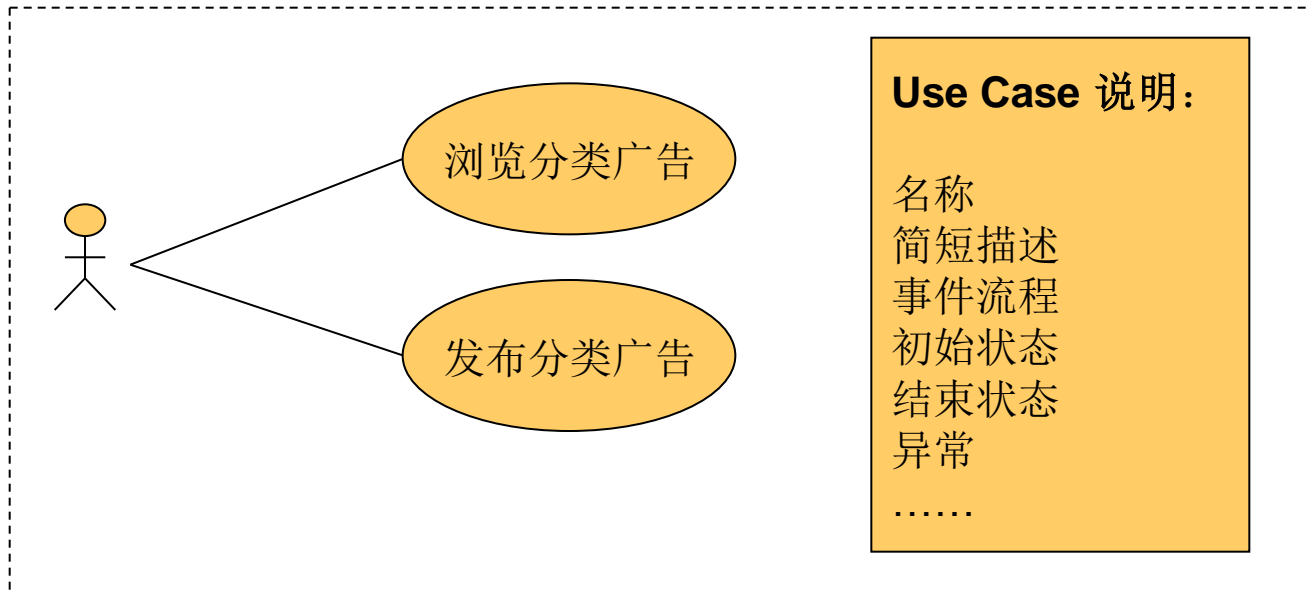 浏览分类广告
发布分类广告
Use Case 说明：
名称
简短描述
事件流程
初始状态
结束状态
异常
……